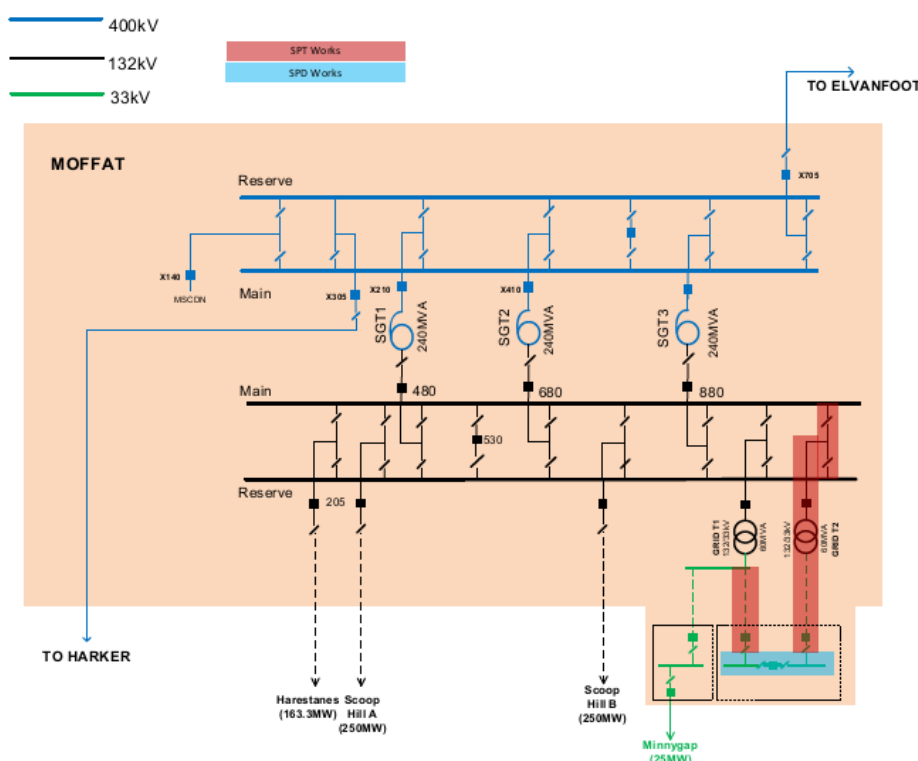 400kV
132kV
33kV
SPT Works
SPD Works
TO ELVANFOOT
MOFFAT
X705
Reserve
X140
MSCDN
Main
X305
X210
X410
SGT1
240MVA
SGT2
240MVA
SGT3
240MVA
Main
480
680
880
530
Reserve
205
GRID T1
132/33kV
60MVA
132/33kV
60MVA
GRID T2
TO HARKER
Harestanes
(163.3MW)
Scoop
Hill A
(250MW)
Scoop
Hill B
(250MW)
Minnygap
(25MW)